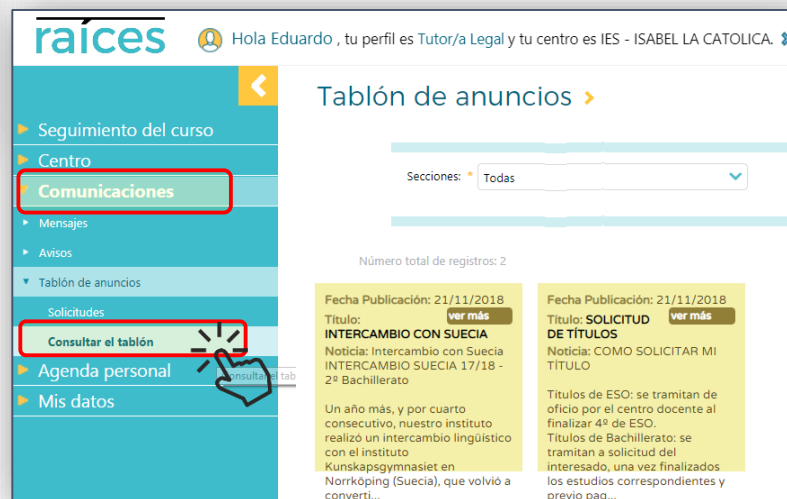 raíces
Hola Eduardo , tu perfil es Tutor/a Legal y tu centro es IES - ISABEL LA CATOLICA.
Seguimiento del curso
Centro
Comunicaciones
Mensajes
Avisos
Tablón de anuncios
Solicitudes
Consultar el tablón
Agenda personal
Mis datos
Tablón de anuncios
Secciones: * Todas
Número total de registros: 2
Fecha Publicación: 21/11/2018
Título: ver más
INTERCAMBIO CON SUECIA
Noticia: Intercambio con Suecia
INTERCAMBIO SUECIA 17/18 -
2º Bachillerato
Un año más, y por cuarto
consecutivo, nuestro instituto
realizó un intercambio lingüístico
con el instituto
Kunskapsgymnasiet en
Norrköping (Suecia), que volvió a
converti...
Fecha Publicación: 21/11/2018
Título: SOLICITUD ver más
DE TÍTULOS
Noticia: COMO SOLICITAR MI
TÍTULO
Títulos de ESO: se tramitan de
oficio por el centro docente al
finalizar 4º de ESO.
Títulos de Bachillerato: se
tramitan a solicitud del
interesado, una vez finalizados
los estudios correspondientes y
previo pag...